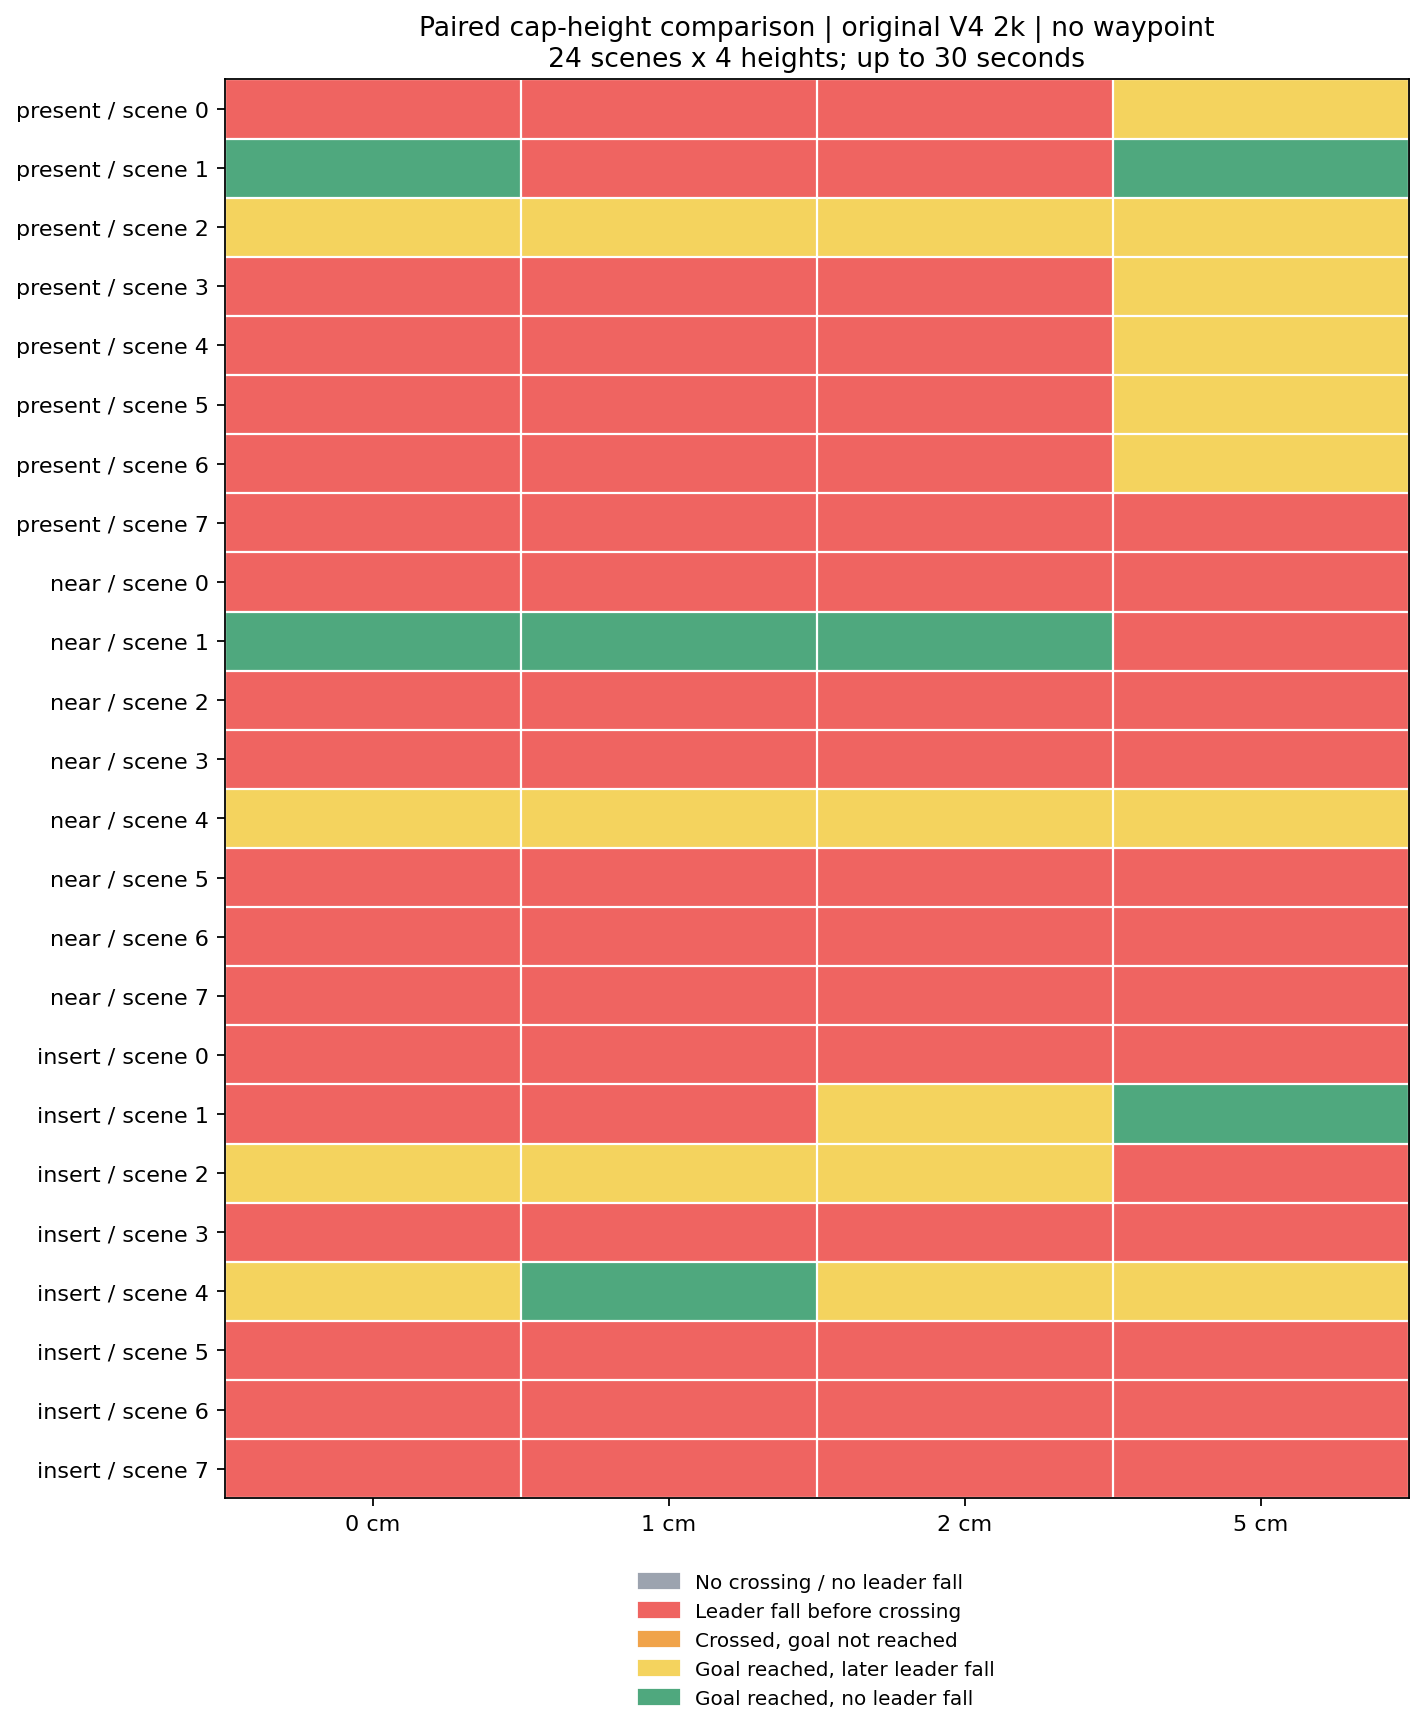 Paired cap-height comparison | original V4 2k | no waypoint
24 scenes x 4 heights; up to 30 seconds
present / scene 0
present / scene 1
present / scene 2
present / scene 3
present / scene 4
present / scene 5
present / scene 6
present / scene 7
near / scene 0
near / scene 1
near / scene 2
near / scene 3
near / scene 4
near / scene 5
near / scene 6
near / scene 7
insert / scene 0
insert / scene 1
insert / scene 2
insert / scene 3
insert / scene 4
insert / scene 5
insert / scene 6
insert / scene 7
0 cm 1 cm 2 cm 5 cm
No crossing / no leader fall
Leader fall before crossing
Crossed, goal not reached
Goal reached, later leader fall
Goal reached, no leader fall